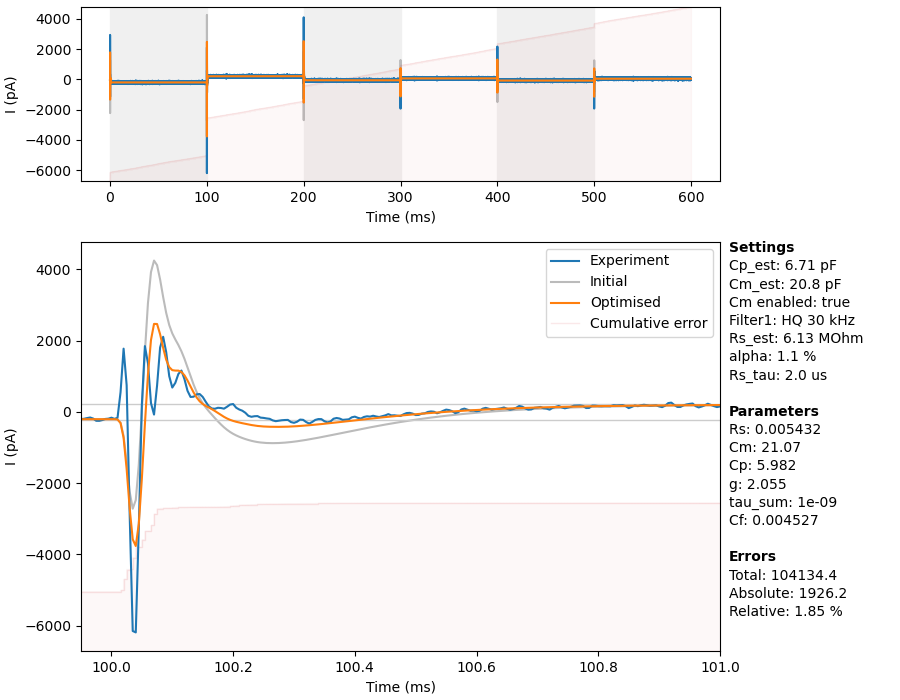 4000
2000
0
−2000
−4000
−6000
I (pA)
0 100 200 300 400 500 600
Time (ms)
4000
2000
0
−2000
−4000
−6000
I (pA)
100.0 100.2 100.4 100.6 100.8 101.0
Time (ms)
Experiment
Initial
Optimised
Cumulative error
Settings
Cp_est: 6.71 pF
Cm_est: 20.8 pF
Cm enabled: true
Filter1: HQ 30 kHz
Rs_est: 6.13 MOhm
alpha: 1.1 %
Rs_tau: 2.0 us
Parameters
Rs: 0.005432
Cm: 21.07
Cp: 5.982
g: 2.055
tau_sum: 1e-09
Cf: 0.004527
Errors
Total: 104134.4
Absolute: 1926.2
Relative: 1.85 %